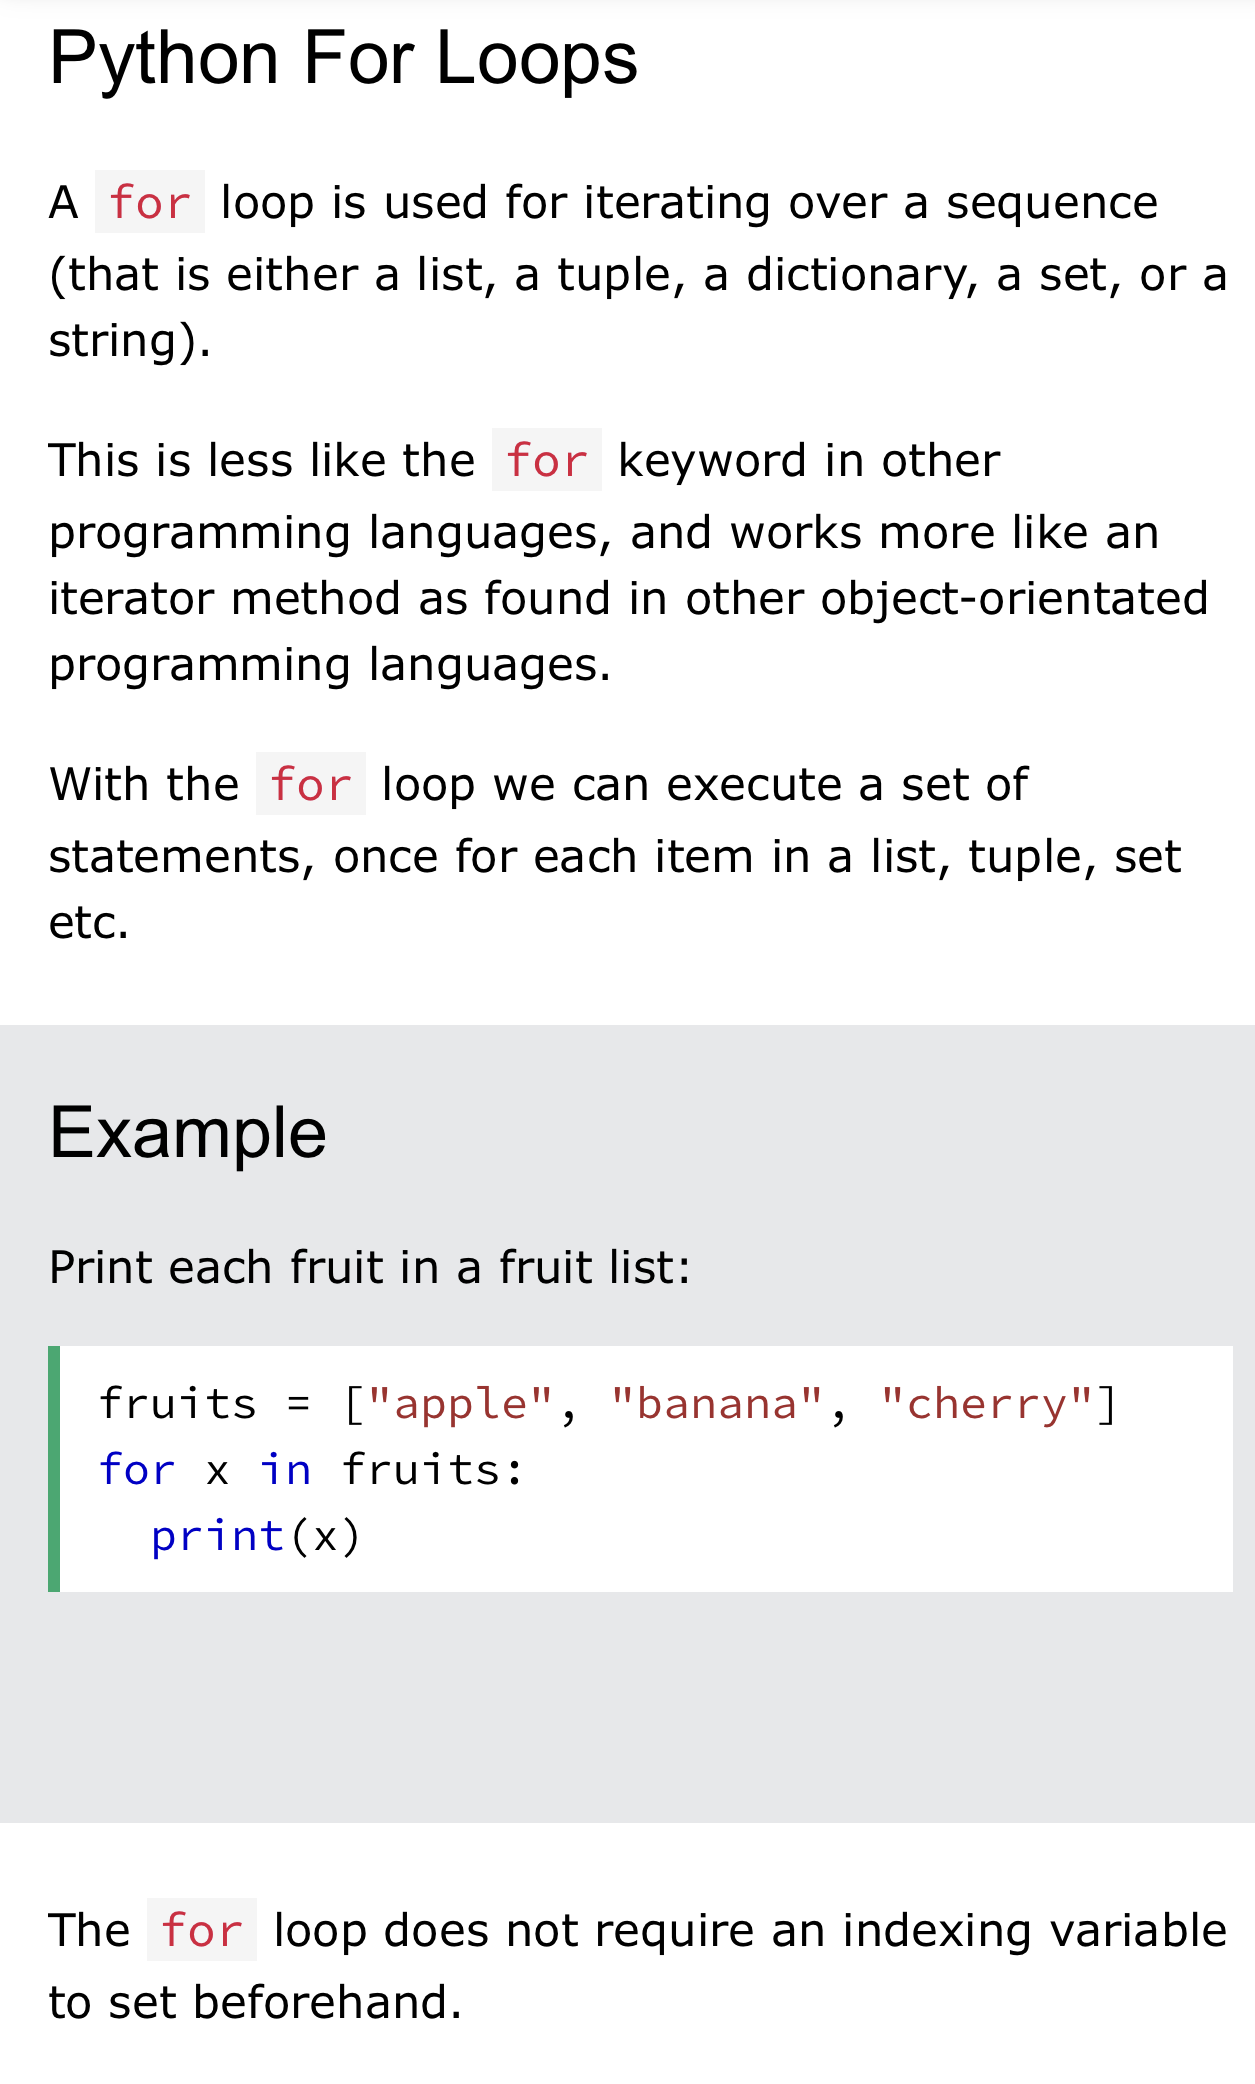 Python For Loops
A for loop is used for iterating over a sequence
(that is either a list, a tuple, a dictionary, a set, or a
string).
This is less like the for keyword in other
programming languages, and works more like an
iterator method as found in other object-orientated
programming languages.
With the for loop we can execute a set of
statements, once for each item in a list, tuple, set
etc.
Example
Print each fruit in a fruit list:
fruits = ["apple", "banana", "cherry"]
for x in fruits:
  print(x)
The for loop does not require an indexing variable
to set beforehand.